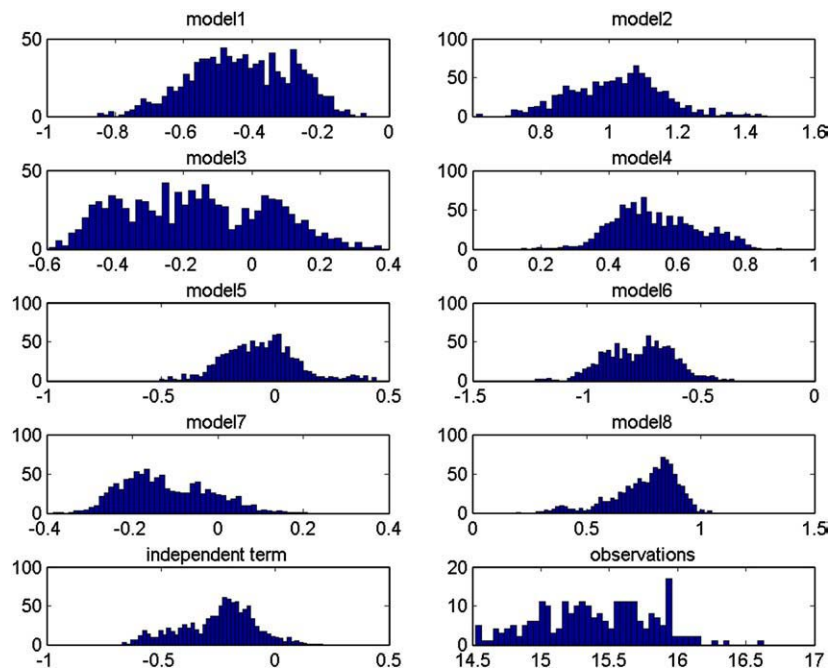 model1
50
0
-1 -0.8 -0.6 -0.4 -0.2 0
model2
100
50
0
0.8 1 1.2 1.4 1.6
model3
50
0
-0.6 -0.4 -0.2 0 0.2 0.4
model4
100
50
0
0 0.2 0.4 0.6 0.8 1
model5
100
50
0
-1 -0.5 0 0.5
model6
100
50
0
-1.5 -1 -0.5 0
model7
100
50
0
-0.4 -0.2 0 0.2 0.4
model8
100
50
0
0 0.5 1 1.5
independent term
100
50
0
-1 -0.5 0 0.5
observations
20
10
0
14.5 15 15.5 16 16.5 17